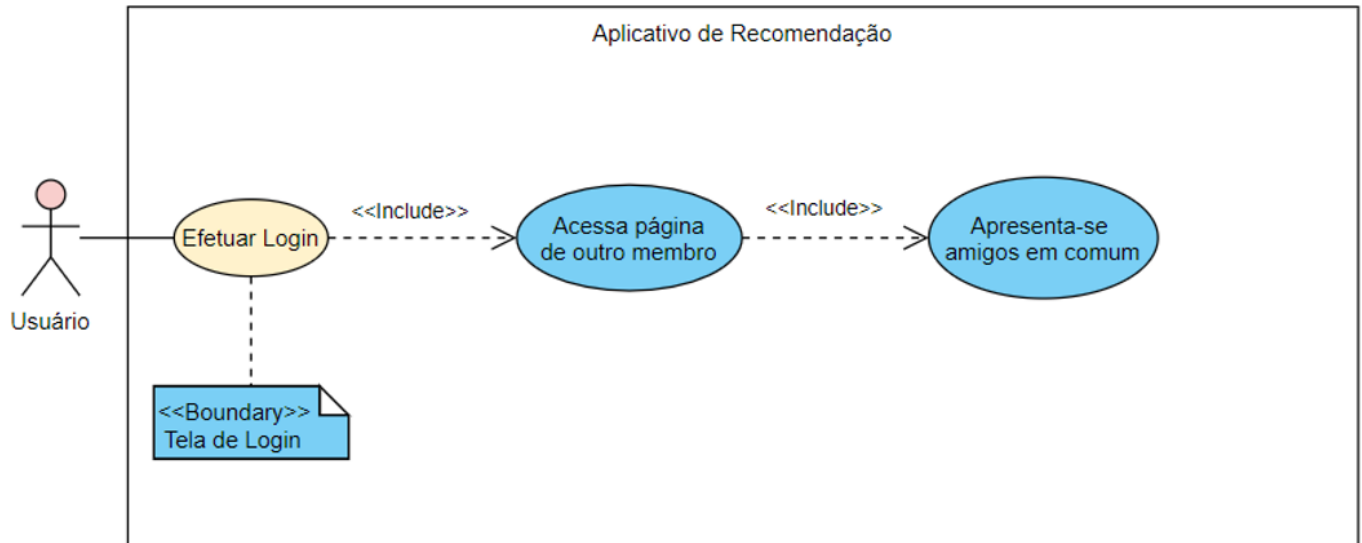 Aplicativo de Recomendação
Usuário
Efetuar Login
<<Include>>
Acessa página
de outro membro
<<Include>>
Apresenta-se
amigos em comum
<<Boundary>>
Tela de Login